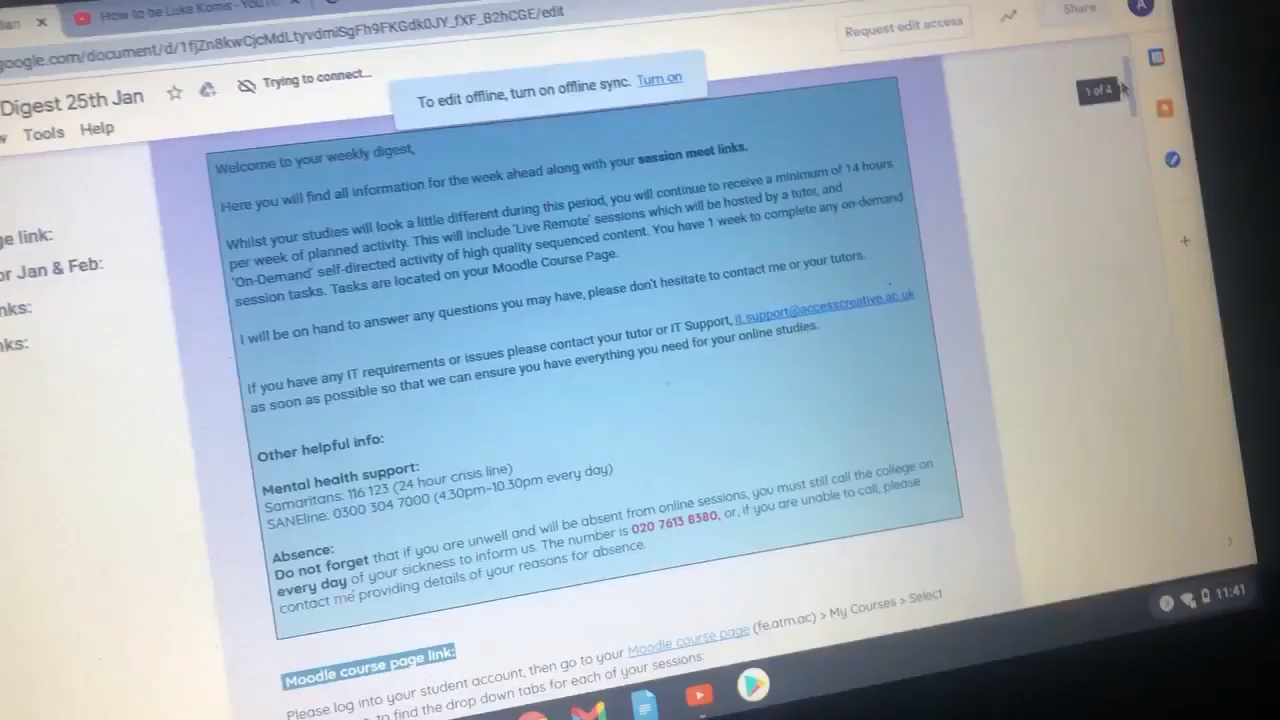 How to be Luke Komis - You
google.com/document/d/1fjZn8kwCjcMdLtyvdmiSgFh9FKGdk0JY_fXF_B2hCGE/edit
Request edit access
Share
A
Digest 25th Jan
Trying to connect...
To edit offline, turn on offline sync. Turn on
Tools Help
1 of 4
Welcome to your weekly digest,
Here you will find all information for the week ahead along with your session meet links.
Whilst your studies will look a little different during this period, you will continue to receive a minimum of 14 hours
per week of planned activity. This will include 'Live Remote' sessions which will be hosted by a tutor, and
'On-Demand' self-directed activity of high quality sequenced content. You have 1 week to complete any on-demand
session tasks. Tasks are located on your Moodle Course Page.
I will be on hand to answer any questions you may have, please don't hesitate to contact me or your tutors.
If you have any IT requirements or issues please contact your tutor or IT Support, it.support@accesscreative.ac.uk
as soon as possible so that we can ensure you have everything you need for your online studies.
Other helpful info:
Mental health support:
Samaritans: 116 123 (24 hour crisis line)
SANEline: 0300 304 7000 (4.30pm-10.30pm every day)
Absence:
Do not forget that if you are unwell and will be absent from online sessions, you must still call the college on
every day of your sickness to inform us. The number is 020 7613 8380, or, if you are unable to call, please
contact me providing details of your reasons for absence.
link:
Jan & Feb:
Moodle course page link:
Please log into your student account, then go to your Moodle course page (fe.atm.ac) > My Courses > Select
to find the drop down tabs for each of your sessions:
11:41